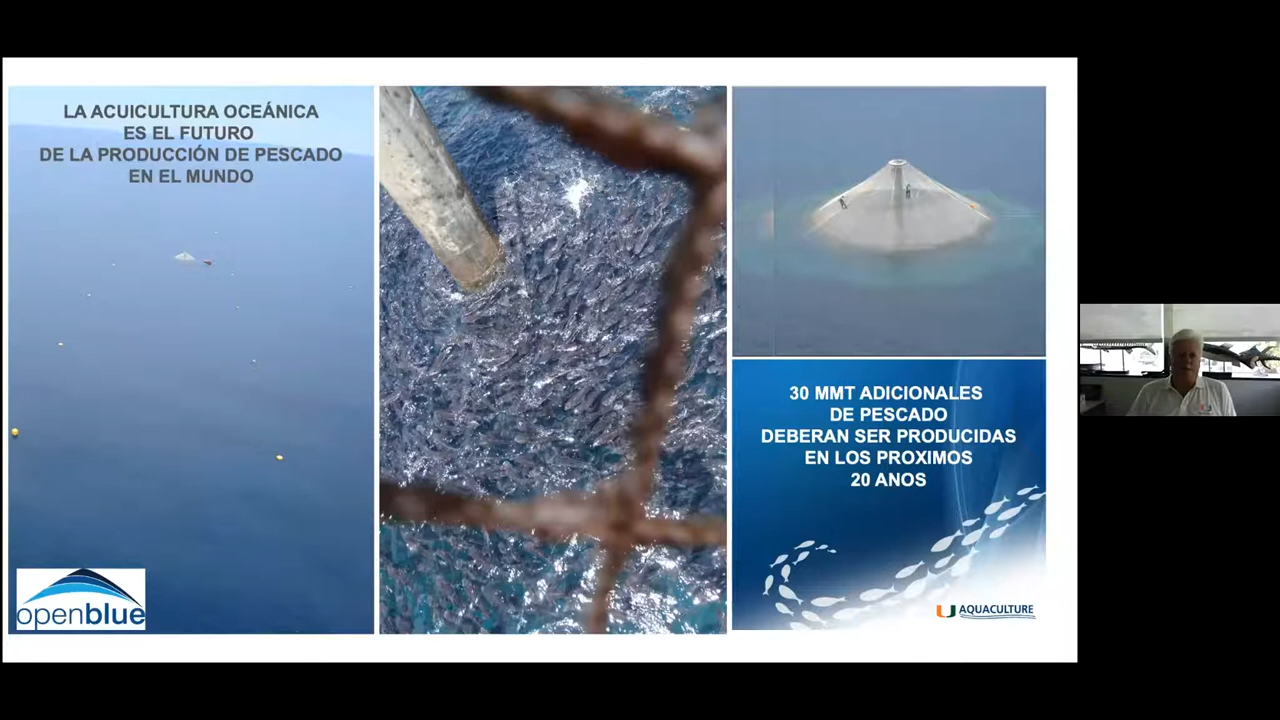 LA ACUICULTURA OCEÁNICA
ES EL FUTURO
DE LA PRODUCCIÓN DE PESCADO
EN EL MUNDO
openblue
30 MMT ADICIONALES
DE PESCADO
DEBERAN SER PRODUCIDAS
EN LOS PROXIMOS
20 ANOS
U AQUACULTURE